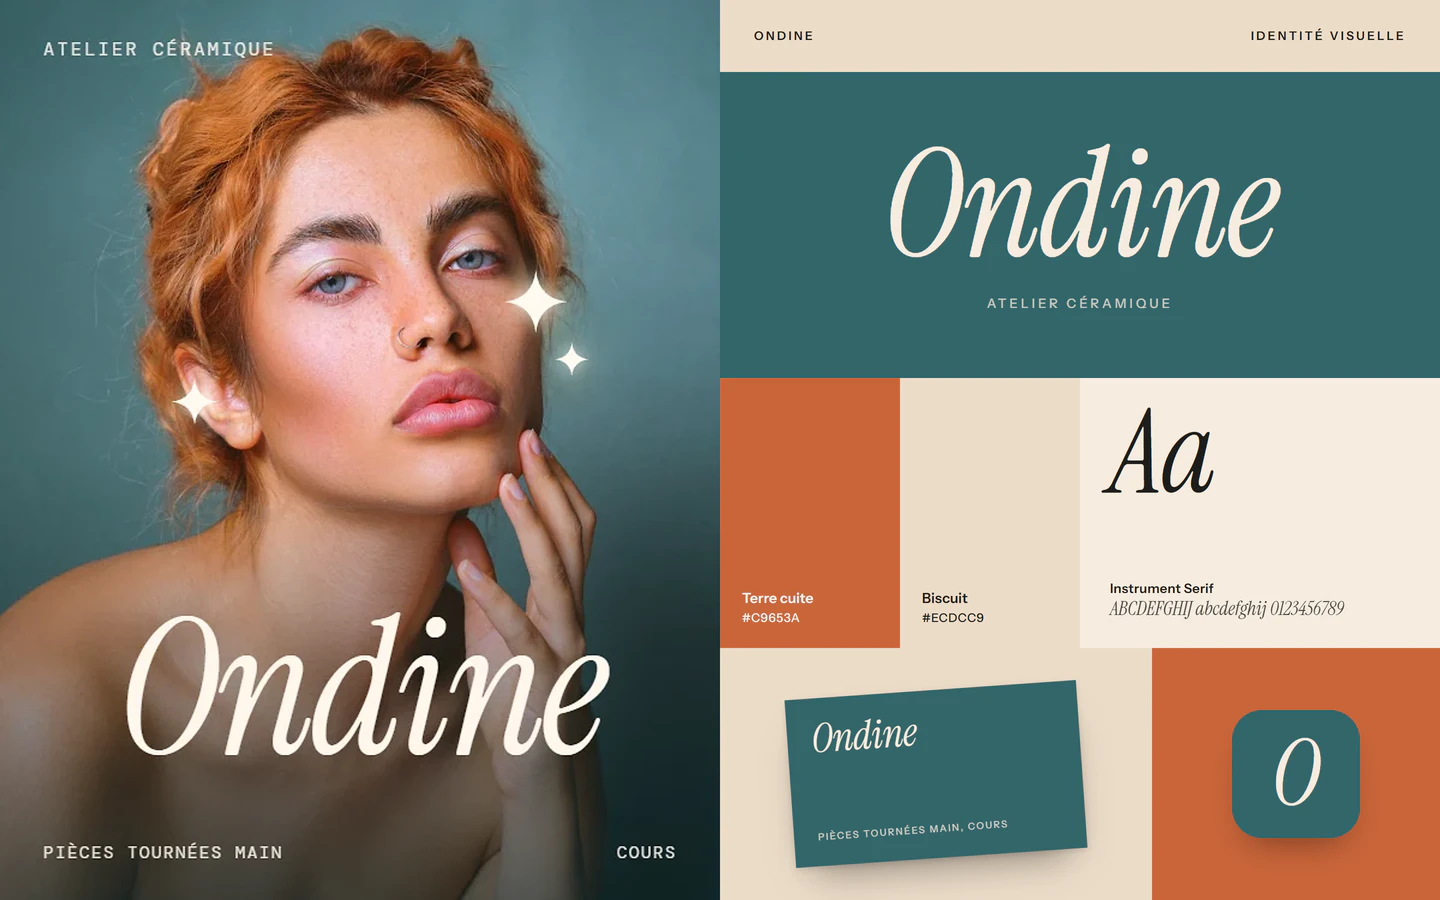 ATELIER CÉRAMIQUE
Ondine
PIÈCES TOURNÉES MAIN
COURS
ONDINE
IDENTITÉ VISUELLE
Ondine
ATELIER CÉRAMIQUE
Terre cuite
#C9653A
Biscuit
#ECDCC9
Aa
Instrument Serif
ABCDEFGHIJ abcdefghij 0123456789
Ondine
PIÈCES TOURNÉES MAIN, COURS
O